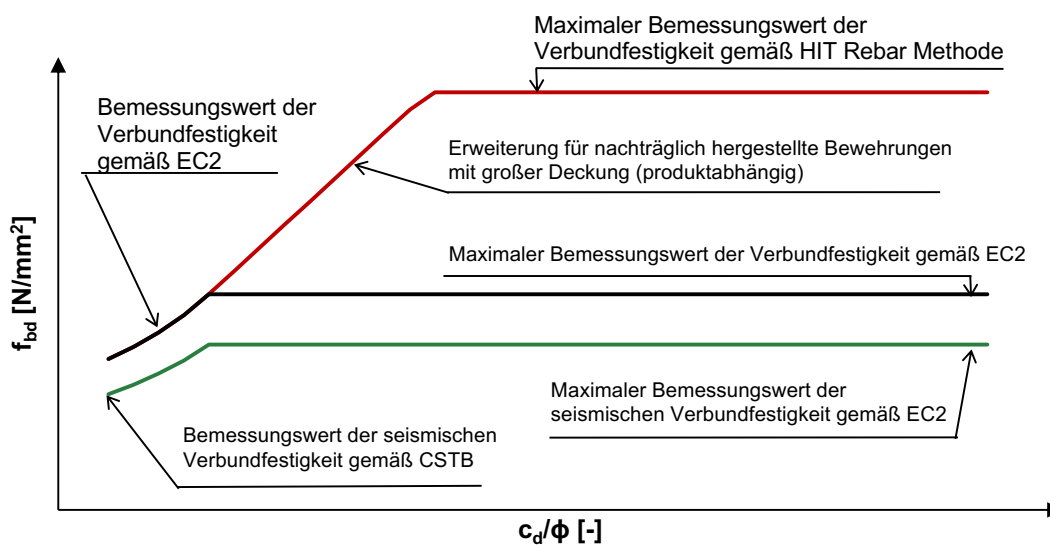 Maximaler Bemessungswert der
Verbundfestigkeit gemäß HIT Rebar Methode
Bemessungswert der
Verbundfestigkeit
gemäß EC2
Erweiterung für nachträglich hergestellte Bewehrungen
mit großer Deckung (produktabhängig)
Maximaler Bemessungswert der Verbundfestigkeit gemäß EC2
Maximaler Bemessungswert der
seismischen Verbundfestigkeit gemäß EC2
Bemessungswert der seismischen
Verbundfestigkeit gemäß CSTB
f_bd [N/mm²]
c_d/ϕ [-]